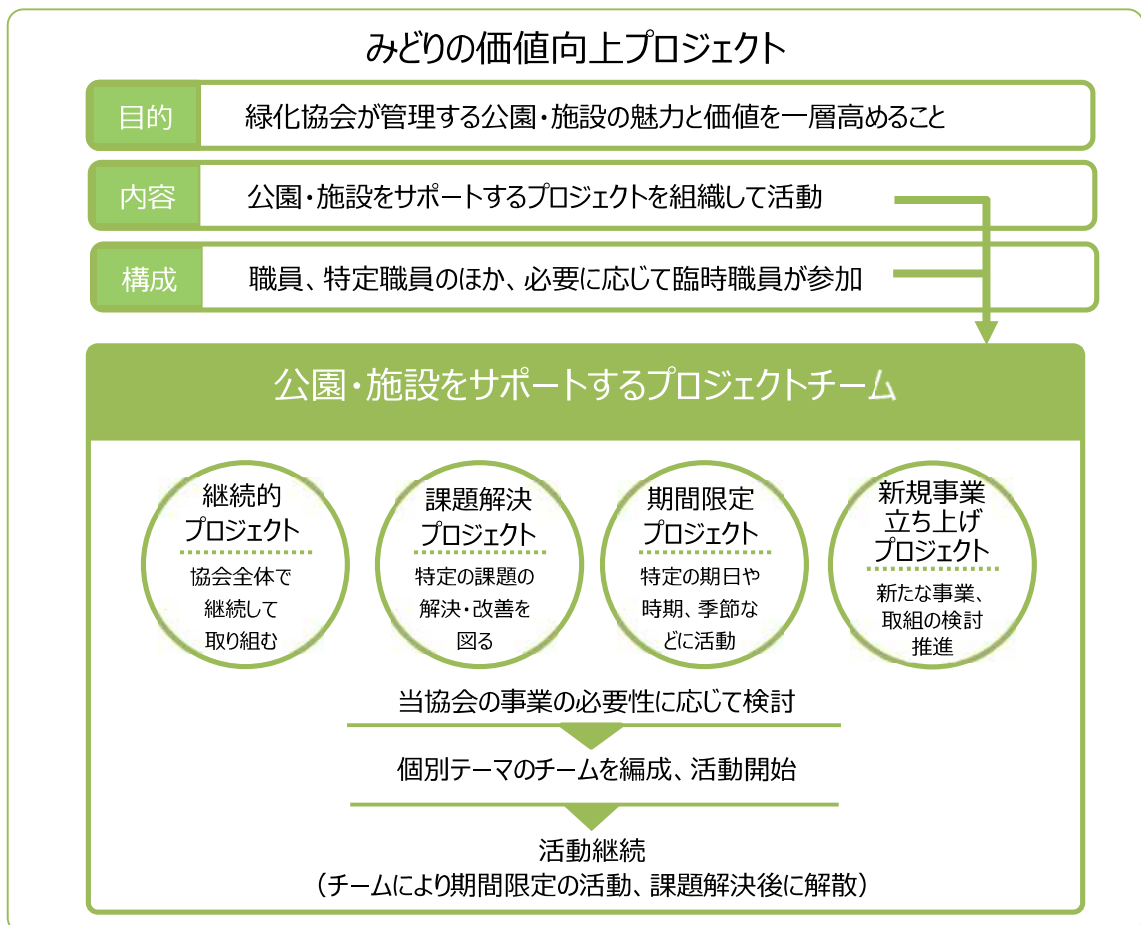 みどりの価値向上プロジェクト
目的
緑化協会が管理する公園・施設の魅力と価値を一層高めること
内容
公園・施設をサポートするプロジェクトを組織して活動
構成
職員、特定職員のほか、必要に応じて臨時職員が参加
公園・施設をサポートするプロジェクトチーム
継続的
プロジェクト
協会全体で
継続して
取り組む
課題解決
プロジェクト
特定の課題の
解決・改善を
図る
期間限定
プロジェクト
特定の期日や
時期、季節な
どに活動
新規事業
立ち上げ
プロジェクト
新たな事業、
取組の検討
推進
当協会の事業の必要性に応じて検討
個別テーマのチームを編成、活動開始
活動継続
（チームにより期間限定の活動、課題解決後に解散）